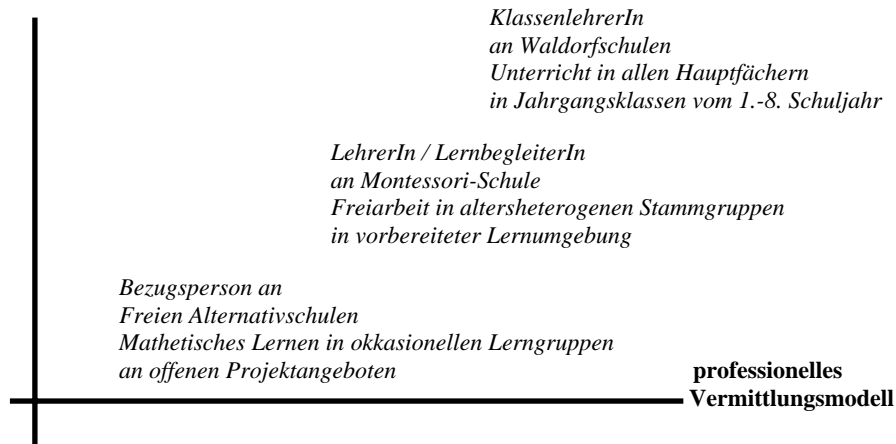 KlassenlehrerIn
an Waldorfschulen
Unterricht in allen Hauptfächern
in Jahrgangsklassen vom 1.-8. Schuljahr
LehrerIn / LernbegleiterIn
an Montessori-Schule
Freiarbeit in altersheterogenen Stammgruppen
in vorbereiteter Lernumgebung
Bezugsperson an
Freien Alternativschulen
Mathetisches Lernen in okkasionellen Lerngruppen
an offenen Projektangeboten
professionelles
Vermittlungsmodell